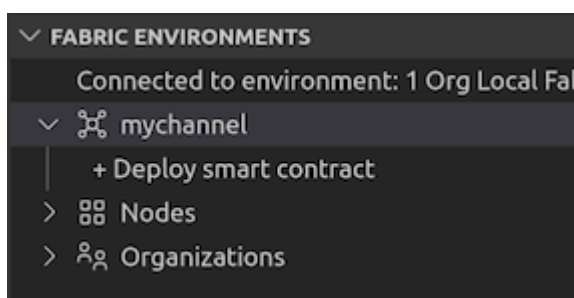 FABRIC ENVIRONMENTS
Connected to environment: 1 Org Local
mychannel
+ Deploy smart contract
Nodes
Organizations